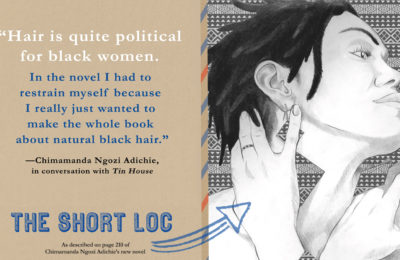 “Hair is quite political
for black women.
In the novel I had to
restrain myself because
I really just wanted to
make the whole book
about natural black hair.”
—Chimamanda Ngozi Adichie,
in conversation with Tin House
THE SHORT LOC
As described on page 210 of
Chimamanda Ngozi Adichie's new novel